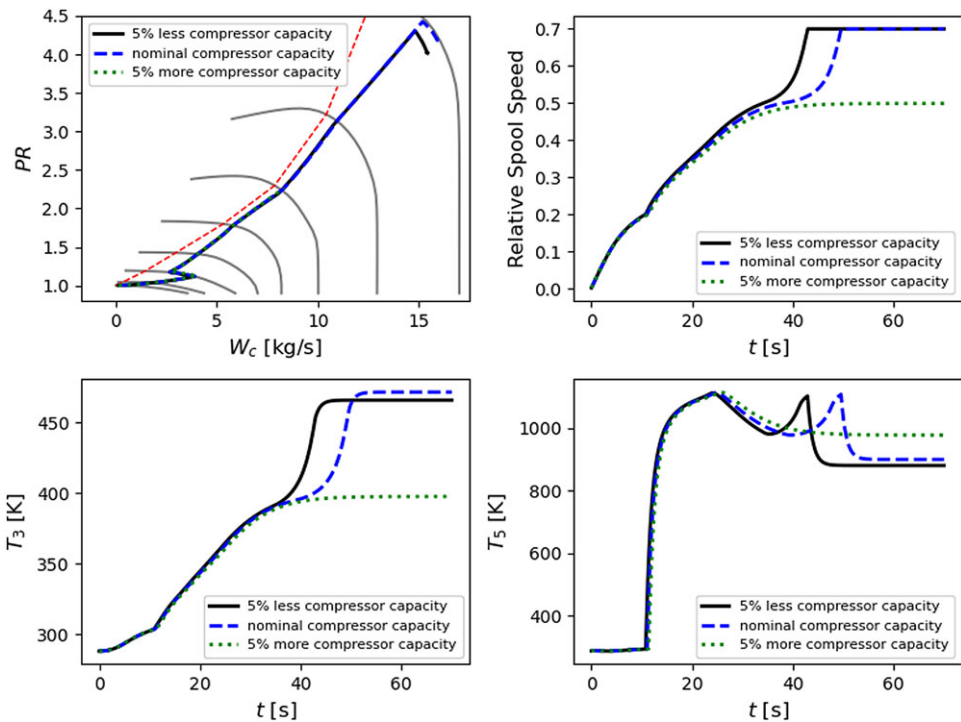 4.5
4.0
3.5
3.0
2.5
2.0
1.5
1.0
PR
5% less compressor capacity
nominal compressor capacity
5% more compressor capacity
0 5 10 15
W_c [kg/s]
0.7
0.6
0.5
0.4
0.3
0.2
0.1
0.0
Relative Spool Speed
5% less compressor capacity
nominal compressor capacity
5% more compressor capacity
0 20 40 60
t [s]
450
400
350
300
T_3 [K]
5% less compressor capacity
nominal compressor capacity
5% more compressor capacity
0 20 40 60
t [s]
1000
800
600
400
T_5 [K]
5% less compressor capacity
nominal compressor capacity
5% more compressor capacity
0 20 40 60
t [s]